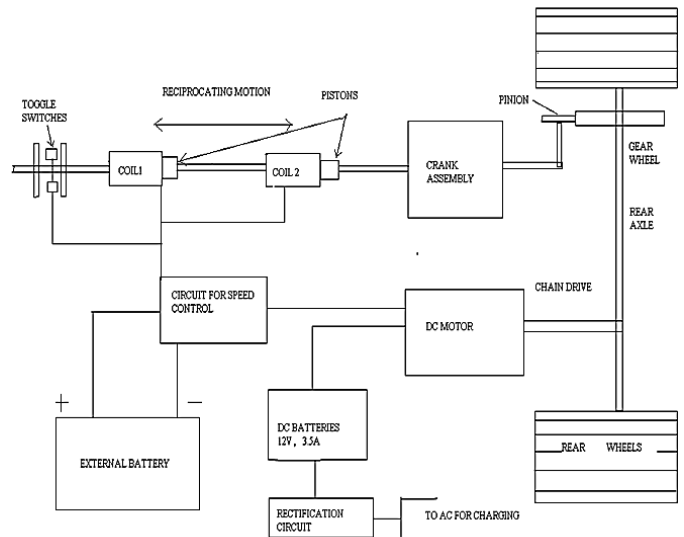 RECIPROCATING MOTION
PISTONS
PINION
TOGGLE
SWITCHES
COIL1
COIL 2
CRANK
ASSEMBLY
GEAR
WHEEL
REAR
AXLE
CIRCUIT FOR SPEED
CONTROL
DC MOTOR
CHAIN DRIVE
+
−
EXTERNAL BATTERY
DC BATTERIES
12V, 3.5A
REAR WHEELS
RECTIFICATION
CIRCUIT
TO AC FOR CHARGING